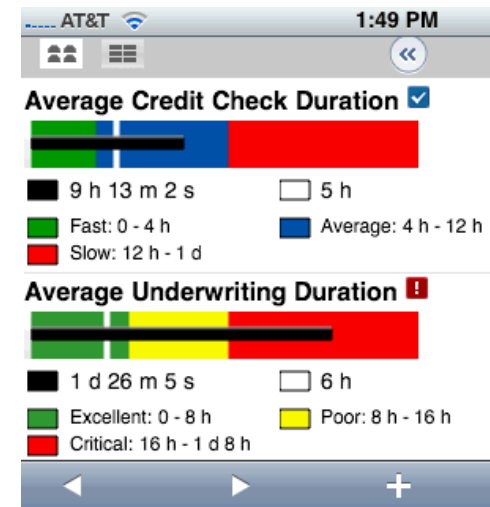 AT&T 1:49 PM
Average Credit Check Duration
9 h 13 m 2 s 5 h
Fast: 0 - 4 h Average: 4 h - 12 h
Slow: 12 h - 1 d
Average Underwriting Duration !
1 d 26 m 5 s 6 h
Excellent: 0 - 8 h Poor: 8 h - 16 h
Critical: 16 h - 1 d 8 h